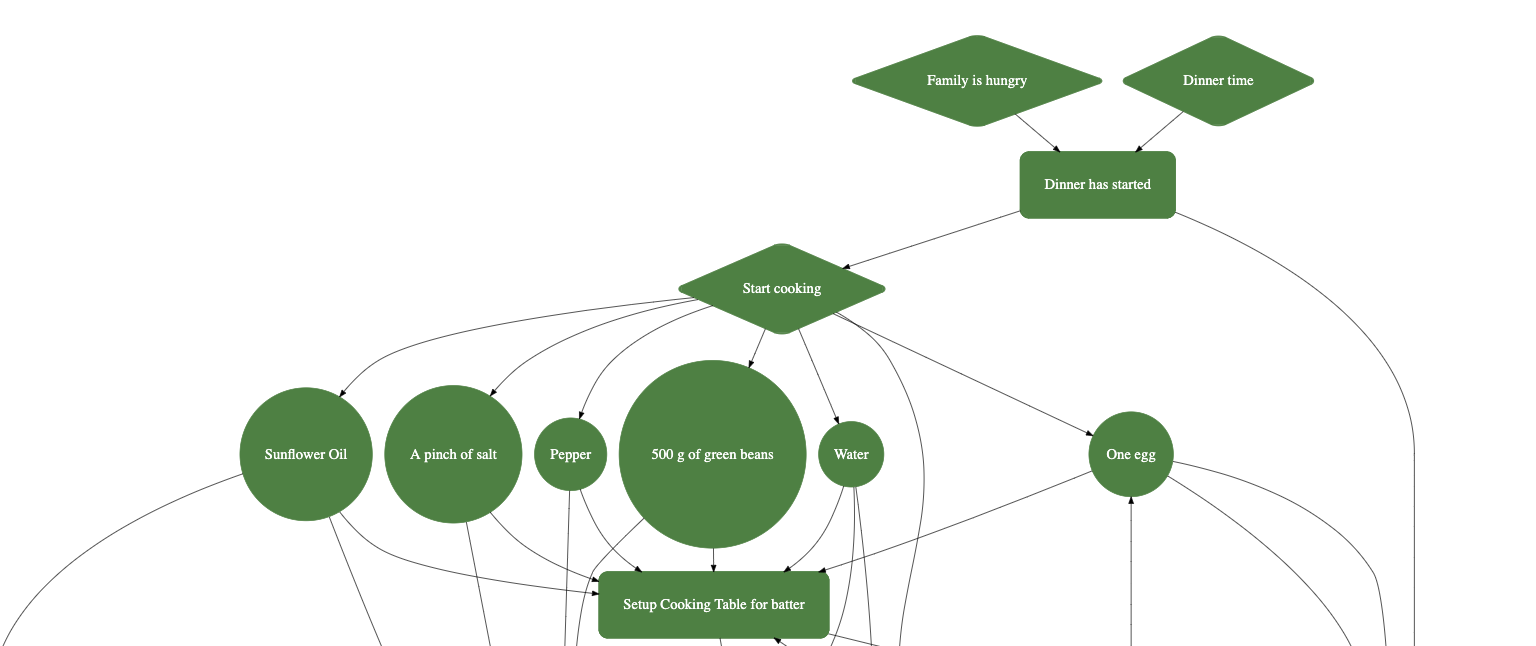 Family is hungry
Dinner time
Dinner has started
Start cooking
Sunflower Oil
A pinch of salt
Pepper
500 g of green beans
Water
One egg
Setup Cooking Table for batter